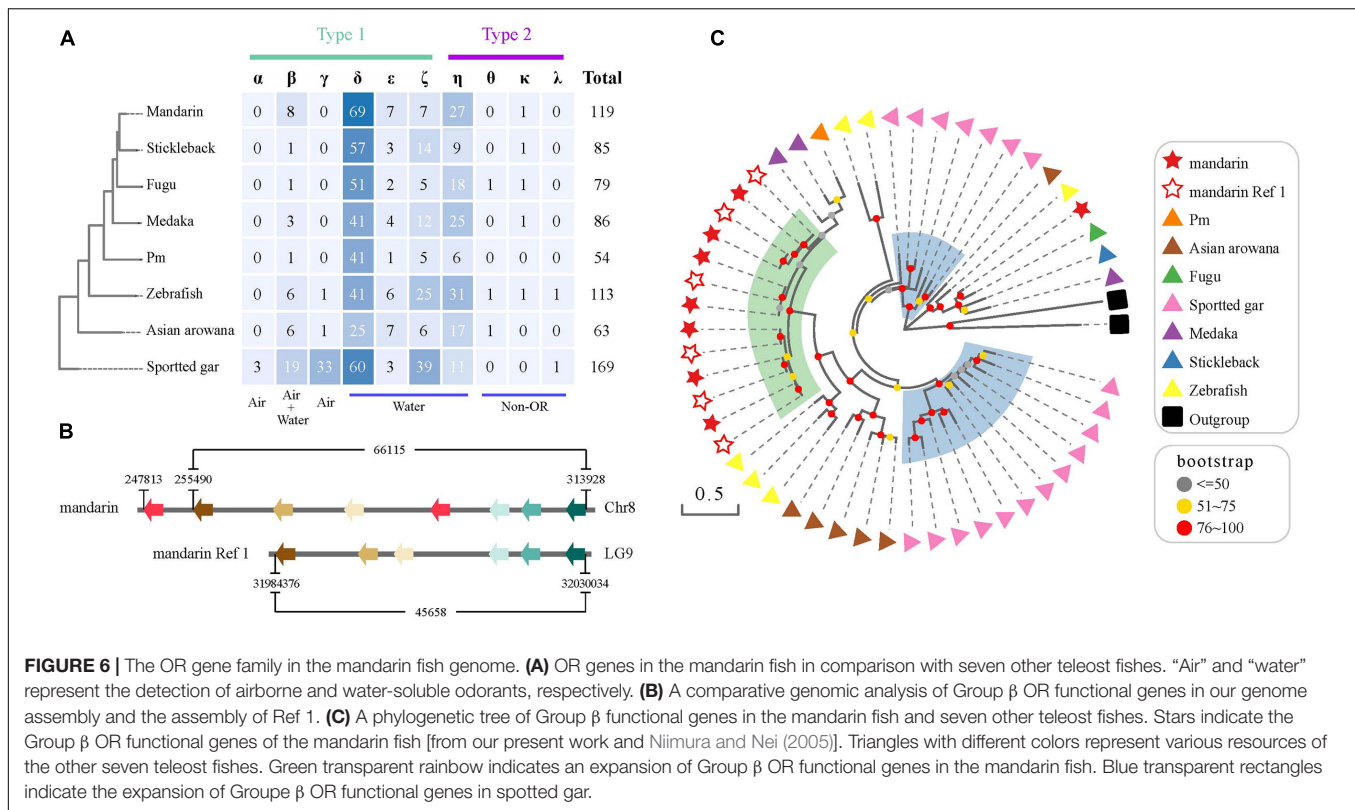 A
Type 1 Type 2
α β γ δ ε ζ η θ κ λ Total
Mandarin 0 8 0 69 7 7 27 0 1 0 119
Stickleback 0 1 0 57 3 14 9 0 1 0 85
Fugu 0 1 0 51 2 5 18 1 1 0 79
Medaka 0 3 0 41 4 12 25 0 1 0 86
Pm 0 1 0 41 1 5 6 0 0 0 54
Zebrafish 0 6 1 41 6 25 31 1 1 1 113
Asian arowana 0 6 1 25 7 6 17 1 0 0 63
Sportted gar 3 19 33 60 3 39 11 0 0 1 169
Air Air + Water Air Water Non-OR
B
66115
247813 255490 313928
mandarin Chr8
mandarin Ref 1 LG9
31984376 32030034
45658
C
0.5
mandarin
mandarin Ref 1
Pm
Asian arowana
Fugu
Sportted gar
Medaka
Stickleback
Zebrafish
Outgroup
bootstrap
<=50
51~75
76~100
FIGURE 6 | The OR gene family in the mandarin fish genome. (A) OR genes in the mandarin fish in comparison with seven other teleost fishes. “Air” and “water”
represent the detection of airborne and water-soluble odorants, respectively. (B) A comparative genomic analysis of Group β OR functional genes in our genome
assembly and the assembly of Ref 1. (C) A phylogenetic tree of Group β functional genes in the mandarin fish and seven other teleost fishes. Stars indicate the
Group β OR functional genes of the mandarin fish [from our present work and Niimura and Nei (2005)]. Triangles with different colors represent various resources of
the other seven teleost fishes. Green transparent rainbow indicates an expansion of Group β OR functional genes in the mandarin fish. Blue transparent rectangles
indicate the expansion of Groupe β OR functional genes in spotted gar.